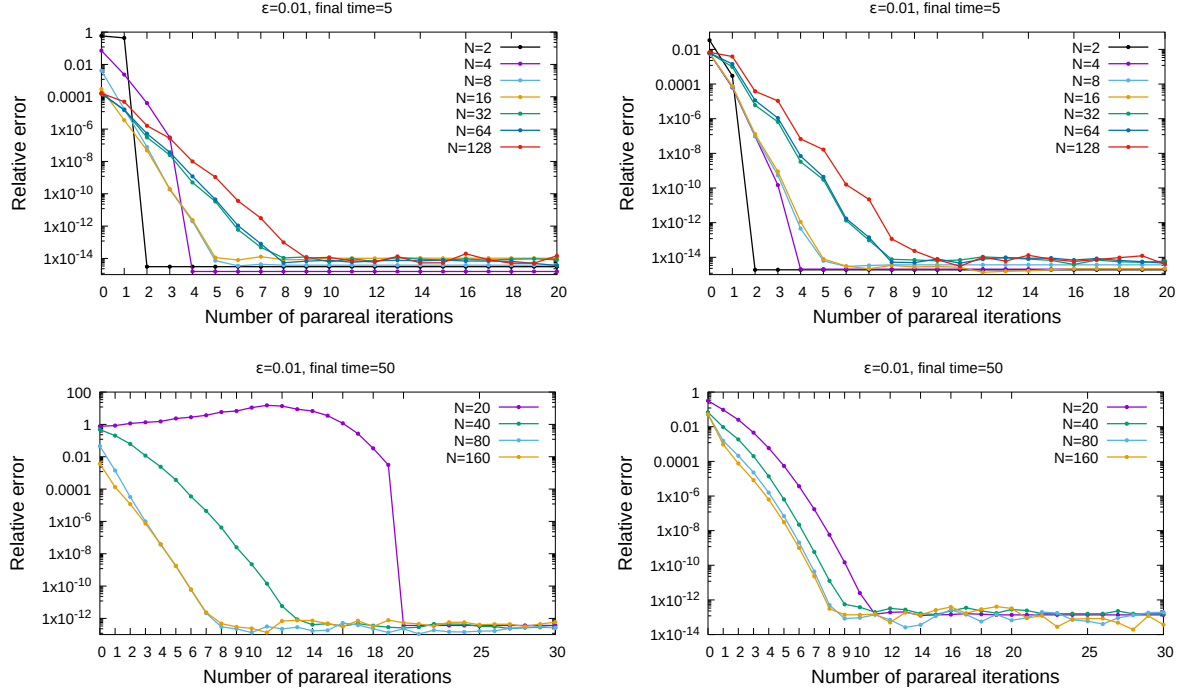 ε=0.01, final time=5
Relative error
1
0.01
0.0001
1x10-6
1x10-8
1x10-10
1x10-12
1x10-14
N=2
N=4
N=8
N=16
N=32
N=64
N=128
0 1 2 3 4 5 6 7 8 9 10 12 14 16 18 20
Number of parareal iterations
ε=0.01, final time=5
Relative error
0.01
0.0001
1x10-6
1x10-8
1x10-10
1x10-12
1x10-14
N=2
N=4
N=8
N=16
N=32
N=64
N=128
0 1 2 3 4 5 6 7 8 9 10 12 14 16 18 20
Number of parareal iterations
ε=0.01, final time=50
Relative error
100
1
0.01
0.0001
1x10-6
1x10-8
1x10-10
1x10-12
N=20
N=40
N=80
N=160
0 1 2 3 4 5 6 7 8 9 10 12 14 16 18 20 25 30
Number of parareal iterations
ε=0.01, final time=50
Relative error
1
0.01
0.0001
1x10-6
1x10-8
1x10-10
1x10-12
1x10-14
N=20
N=40
N=80
N=160
0 1 2 3 4 5 6 7 8 9 10 12 14 16 18 20 25 30
Number of parareal iterations